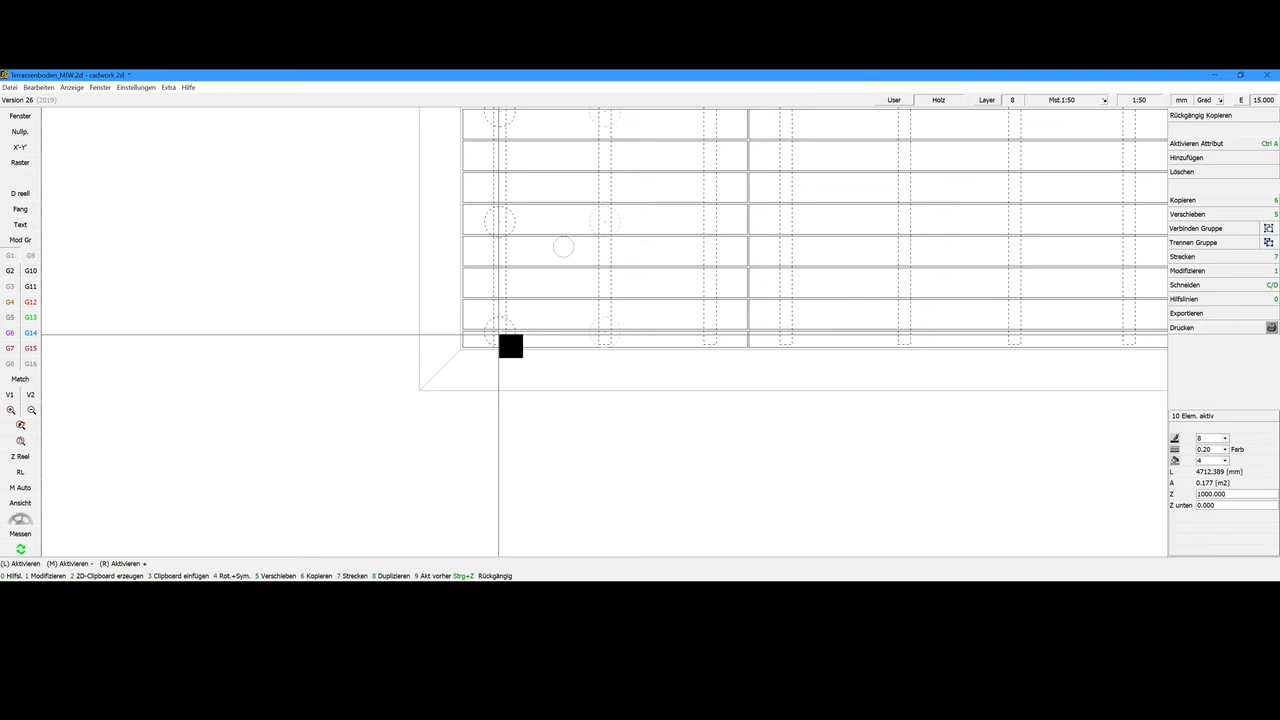 Terrassenboden_MIW.2d - cadwork 2d *
Datei Bearbeiten Anzeige Fenster Einstellungen Extra Hilfe
Version 26 (2019) User Holz Layer 8 Mst.1:50 1:50 mm Grad E 15.000
Fenster
Nullp.
X'-Y'
Raster
D reell
Fang
Text
Mod Gr
G1 G9
G2 G10
G3 G11
G4 G12
G5 G13
G6 G14
G7 G15
G8 G16
Match
V1 V2
Z Reel
RL
M Auto
Ansicht
Messen
Rückgängig Kopieren
Aktivieren Attribut Ctrl A
Hinzufügen
Löschen
Kopieren 6
Verschieben 5
Verbinden Gruppe
Trennen Gruppe
Strecken 7
Modifizieren 1
Schneiden C/D
Hilfslinien 0
Exportieren
Drucken
10 Elem. aktiv
8
0.20 Farb
4
L 4712.389 [mm]
A 0.177 [m2]
Z 1000.000
Z unten 0.000
(L) Aktivieren (M) Aktivieren - (R) Aktivieren +
0 Hilfsl. 1 Modifizieren 2 2D-Clipboard erzeugen 3 Clipboard einfügen 4 Rot.+Sym. 5 Verschieben 6 Kopieren 7 Strecken 8 Duplizieren 9 Akt vorher Strg+Z Rückgängig